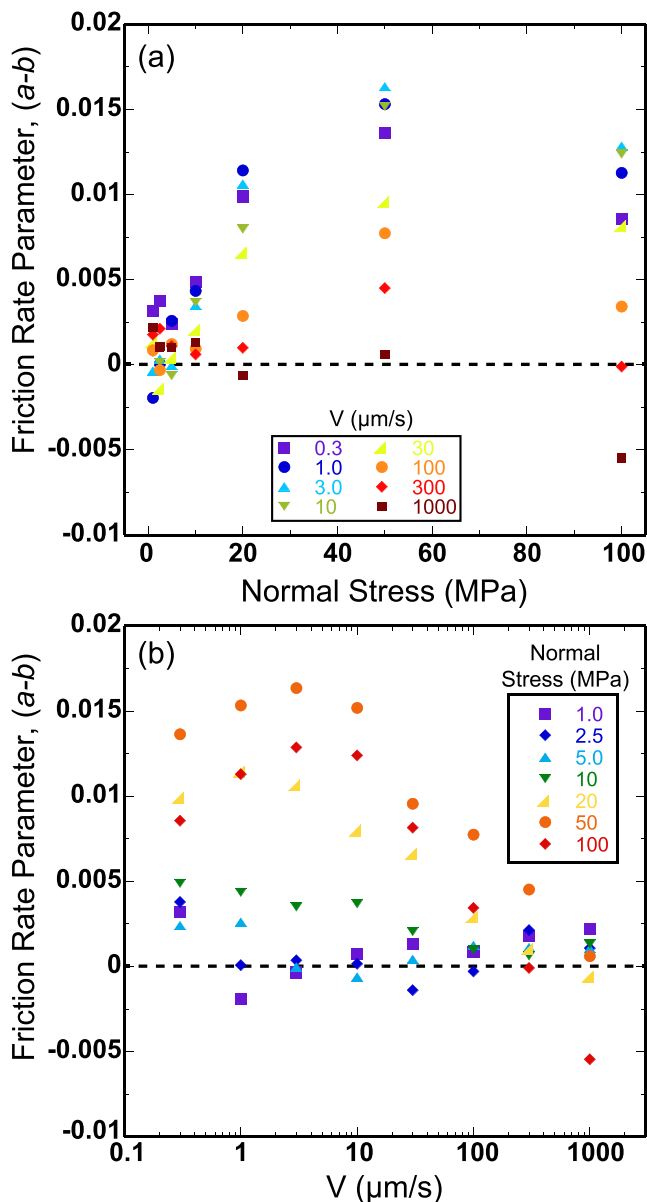 0.02
(a)
0.015
0.01
0.005
0
-0.005
-0.01
Friction Rate Parameter, (a-b)
V (µm/s)
0.3 30
1.0 100
3.0 300
10 1000
0 20 40 60 80 100
Normal Stress (MPa)
0.02
(b)
Normal
Stress (MPa)
1.0
2.5
5.0
10
20
50
100
0.015
0.01
0.005
0
-0.005
-0.01
Friction Rate Parameter, (a-b)
0.1 1 10 100 1000
V (µm/s)